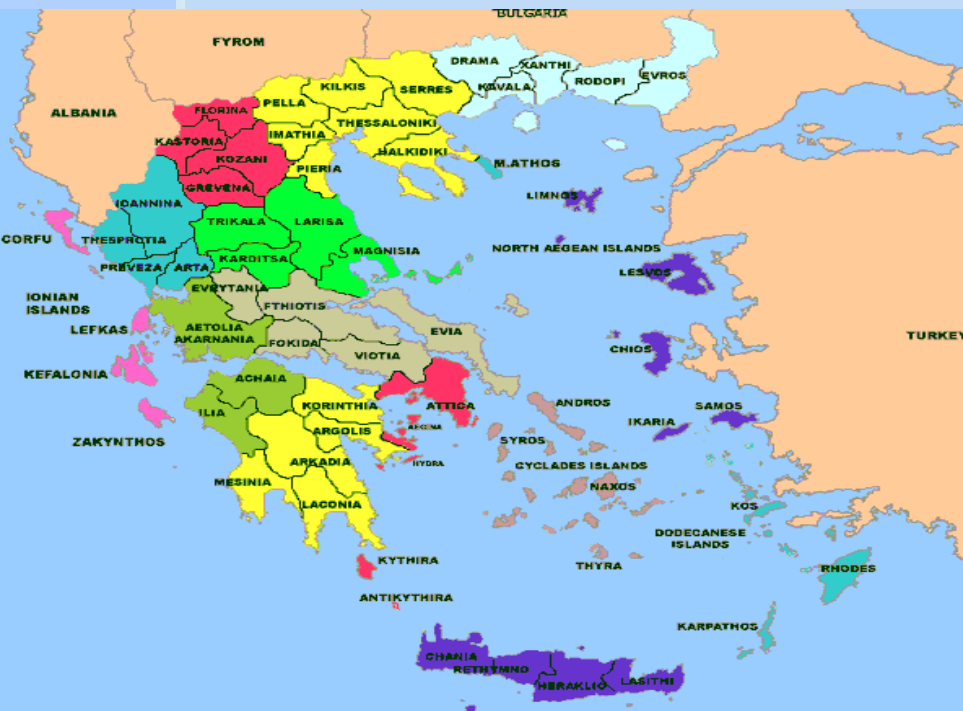 BULGARIA
FYROM
ALBANIA
DRAMA
XANTHI
KAVALA
RODOPI
EVROS
SERRES
KILKIS
PELLA
FLORINA
THESSALONIKI
IMATHIA
KASTORIA
KOZANI
HALKIDIKI
PIERIA
M.ATHOS
GREVENA
LIMNOS
IOANNINA
TRIKALA
LARISA
CORFU
THESPROTIA
NORTH AEGEAN ISLANDS
MAGNISIA
KARDITSA
PREVEZA
ARTA
LESVOS
EVRYTANIA
IONIAN
ISLANDS
FTHIOTIS
LEFKAS
AETOLIA
AKARNANIA
EVIA
TURKEY
FOKIDA
VIOTIA
CHIOS
KEFALONIA
ACHAIA
KORINTHIA
ATTICA
ANDROS
SAMOS
ILIA
IKARIA
AEGINA
ARGOLIS
ZAKYNTHOS
SYROS
ARKADIA
HYDRA
CYCLADES ISLANDS
MESINIA
NAXOS
LACONIA
KOS
DODECANESE
ISLANDS
KYTHIRA
THYRA
RHODES
ANTIKYTHIRA
KARPATHOS
CHANIA
RETHYMNO
HERAKLIO
LASITHI